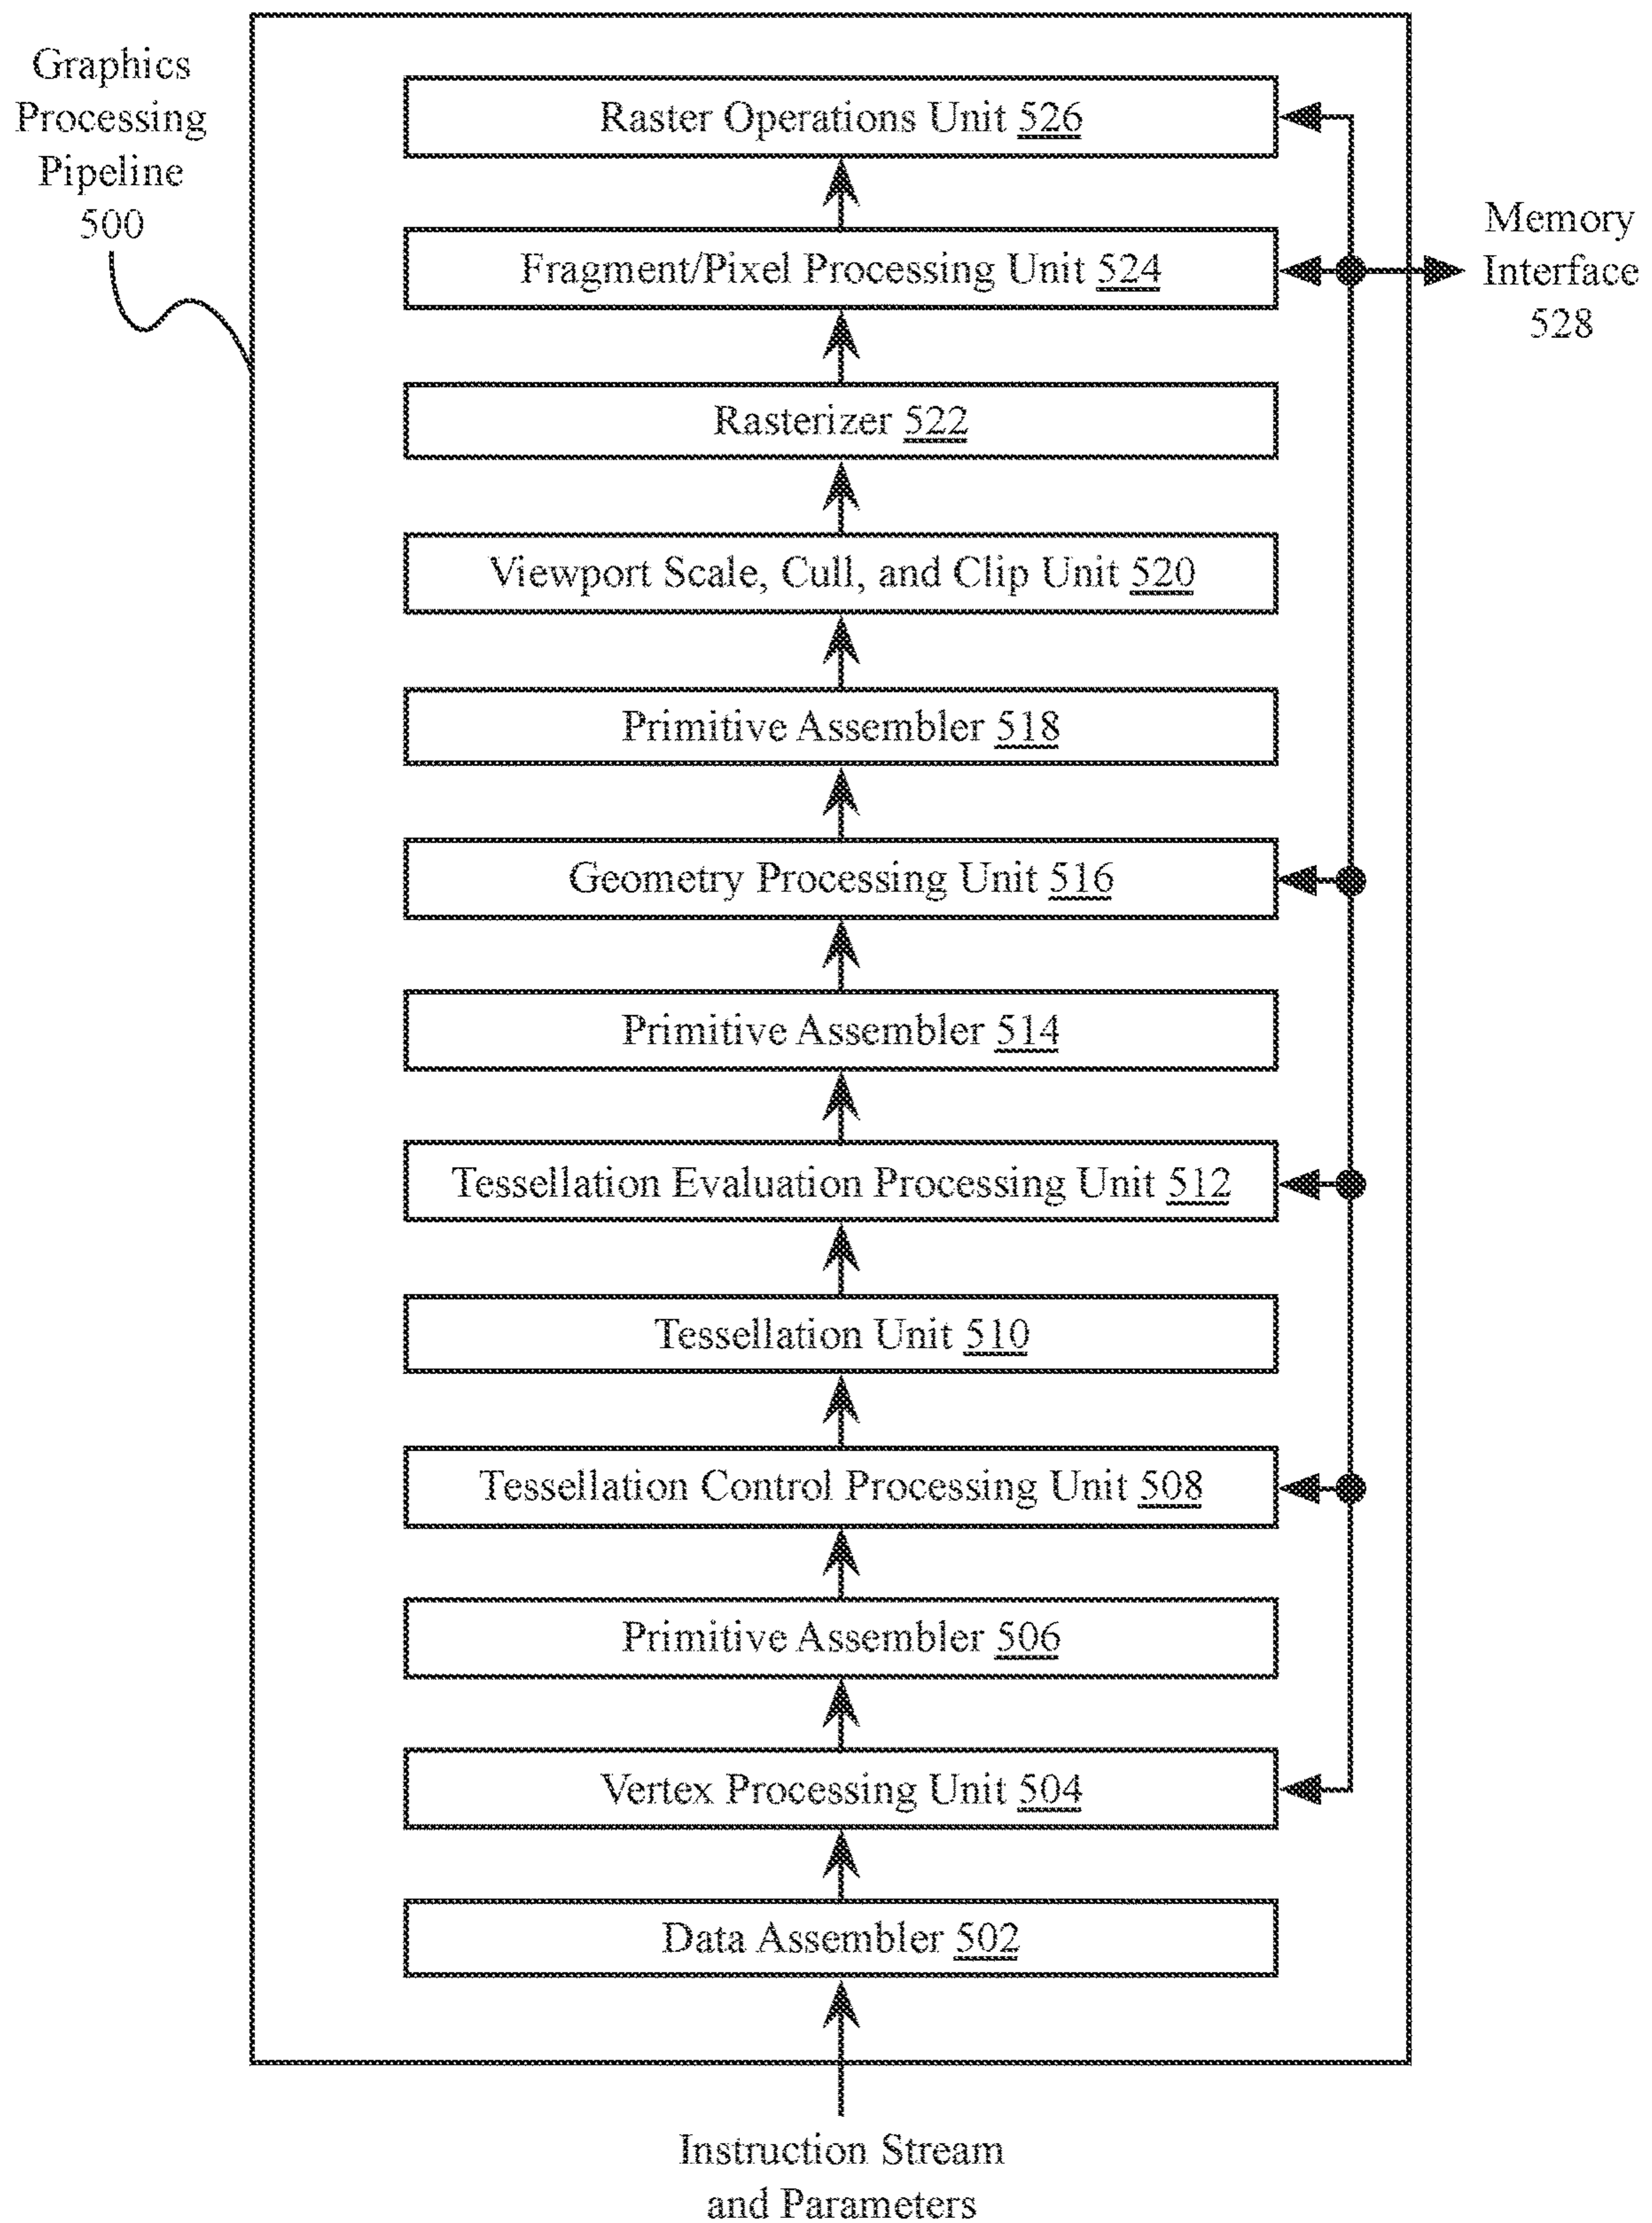 Graphics
Processing
Pipeline
500
Raster Operations Unit 526
Memory
Interface
528
Fragment/Pixel Processing Unit 524
Rasterizer 522
Viewport Scale, Cull, and Clip Unit 520
Primitive Assembler 518
Geometry Processing Unit 516
Primitive Assembler 514
Tessellation Evaluation Processing Unit 512
Tessellation Unit 510
Tessellation Control Processing Unit 508
Primitive Assembler 506
Vertex Processing Unit 504
Data Assembler 502
Instruction Stream
and Parameters